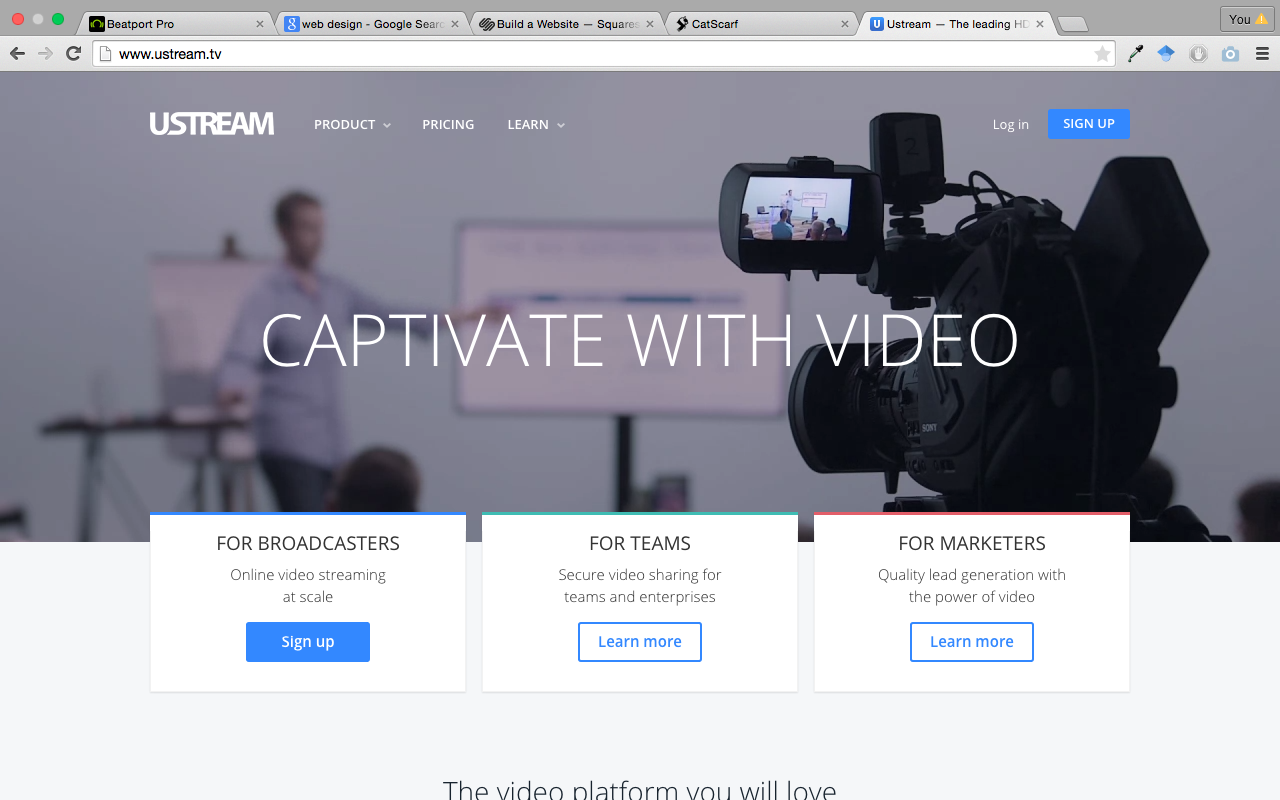 Beatport Pro
web design - Google Searc
Build a Website — Square
CatScarf
Ustream — The leading HD
You
www.ustream.tv
USTREAM
PRODUCT
PRICING
LEARN
Log in
SIGN UP
2
CAPTIVATE WITH VIDEO
SONY
FOR BROADCASTERS
Online video streaming
at scale
Sign up
FOR TEAMS
Secure video sharing for
teams and enterprises
Learn more
FOR MARKETERS
Quality lead generation with
the power of video
Learn more
The video platform you will love